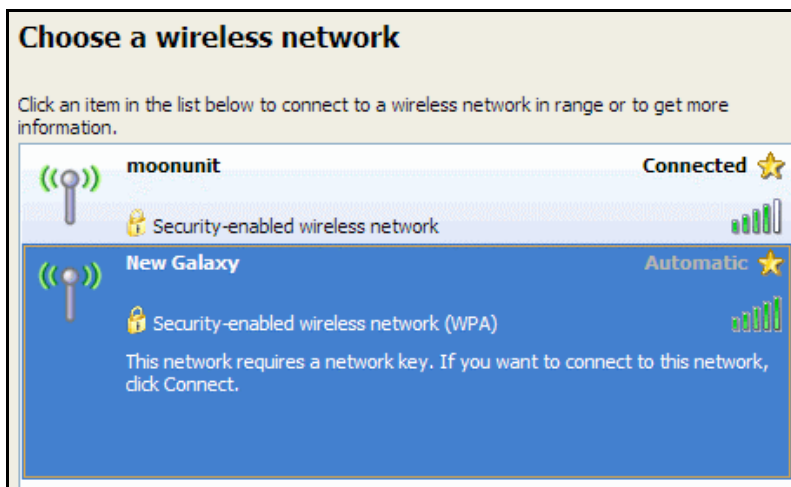 Choose a wireless network
Click an item in the list below to connect to a wireless network in range or to get more
information.
moonunit Connected
Security-enabled wireless network
New Galaxy Automatic
Security-enabled wireless network (WPA)
This network requires a network key. If you want to connect to this network,
click Connect.